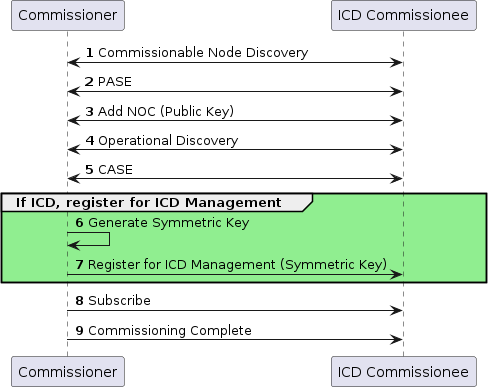 Commissioner ICD Commissionee
1 Commissionable Node Discovery
2 PASE
3 Add NOC (Public Key)
4 Operational Discovery
5 CASE
If ICD, register for ICD Management
6 Generate Symmetric Key
7 Register for ICD Management (Symmetric Key)
8 Subscribe
9 Commissioning Complete
Commissioner ICD Commissionee